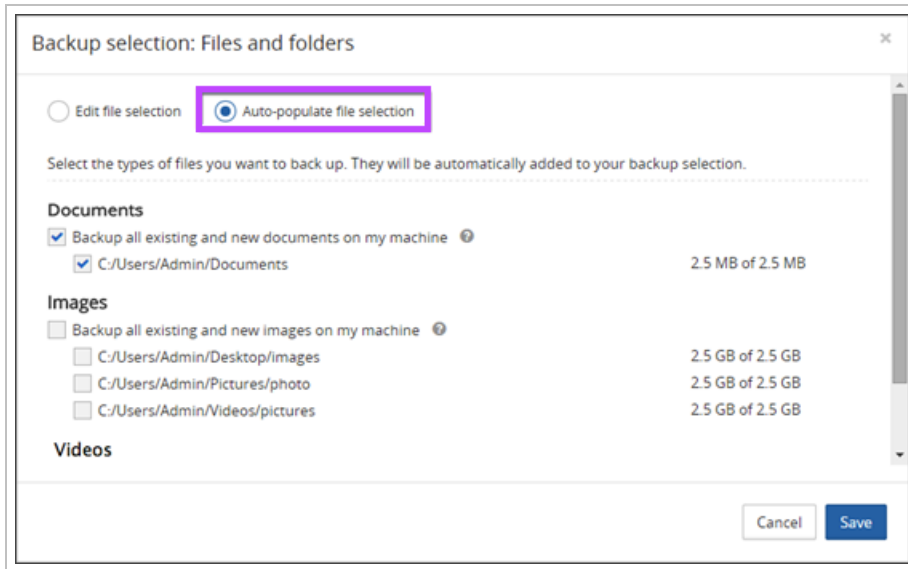 Backup selection: Files and folders ×
Edit file selection Auto-populate file selection
Select the types of files you want to back up. They will be automatically added to your backup selection.
Documents
Backup all existing and new documents on my machine ?
C:/Users/Admin/Documents 2.5 MB of 2.5 MB
Images
Backup all existing and new images on my machine ?
C:/Users/Admin/Desktop/images 2.5 GB of 2.5 GB
C:/Users/Admin/Pictures/photo 2.5 GB of 2.5 GB
C:/Users/Admin/Videos/pictures 2.5 GB of 2.5 GB
Videos
Cancel Save